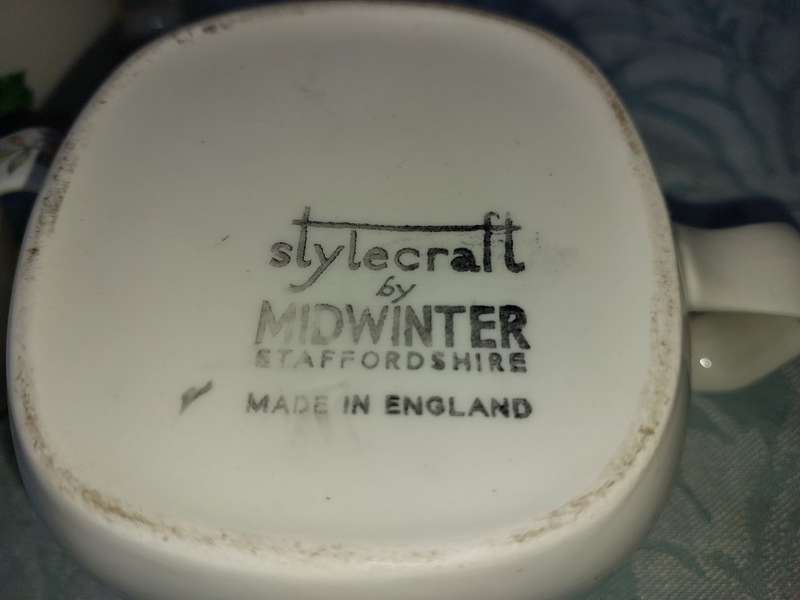 stylecraft
by
MIDWINTER
STAFFORDSHIRE
MADE IN ENGLAND